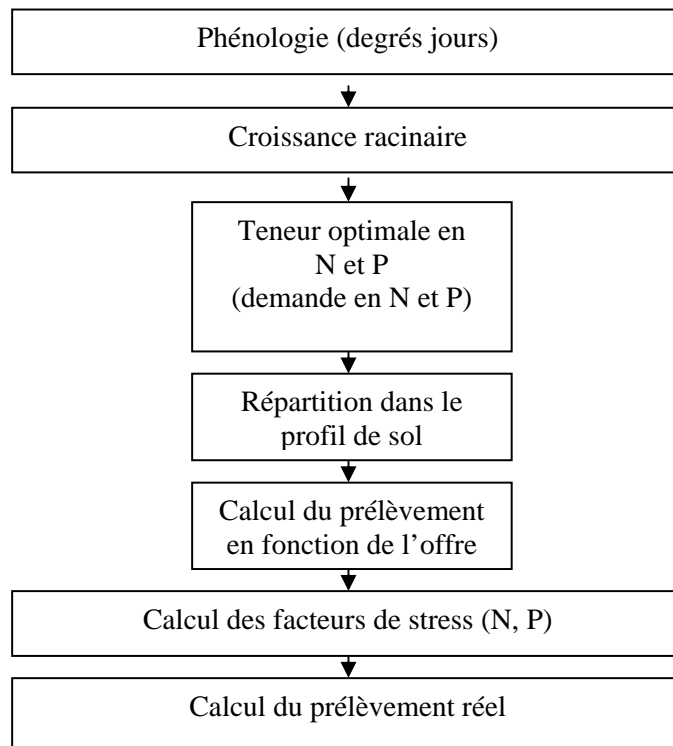 Phénologie (degrés jours)
Croissance racinaire
Teneur optimale en
N et P
(demande en N et P)
Répartition dans le
profil de sol
Calcul du prélèvement
en fonction de l’offre
Calcul des facteurs de stress (N, P)
Calcul du prélèvement réel